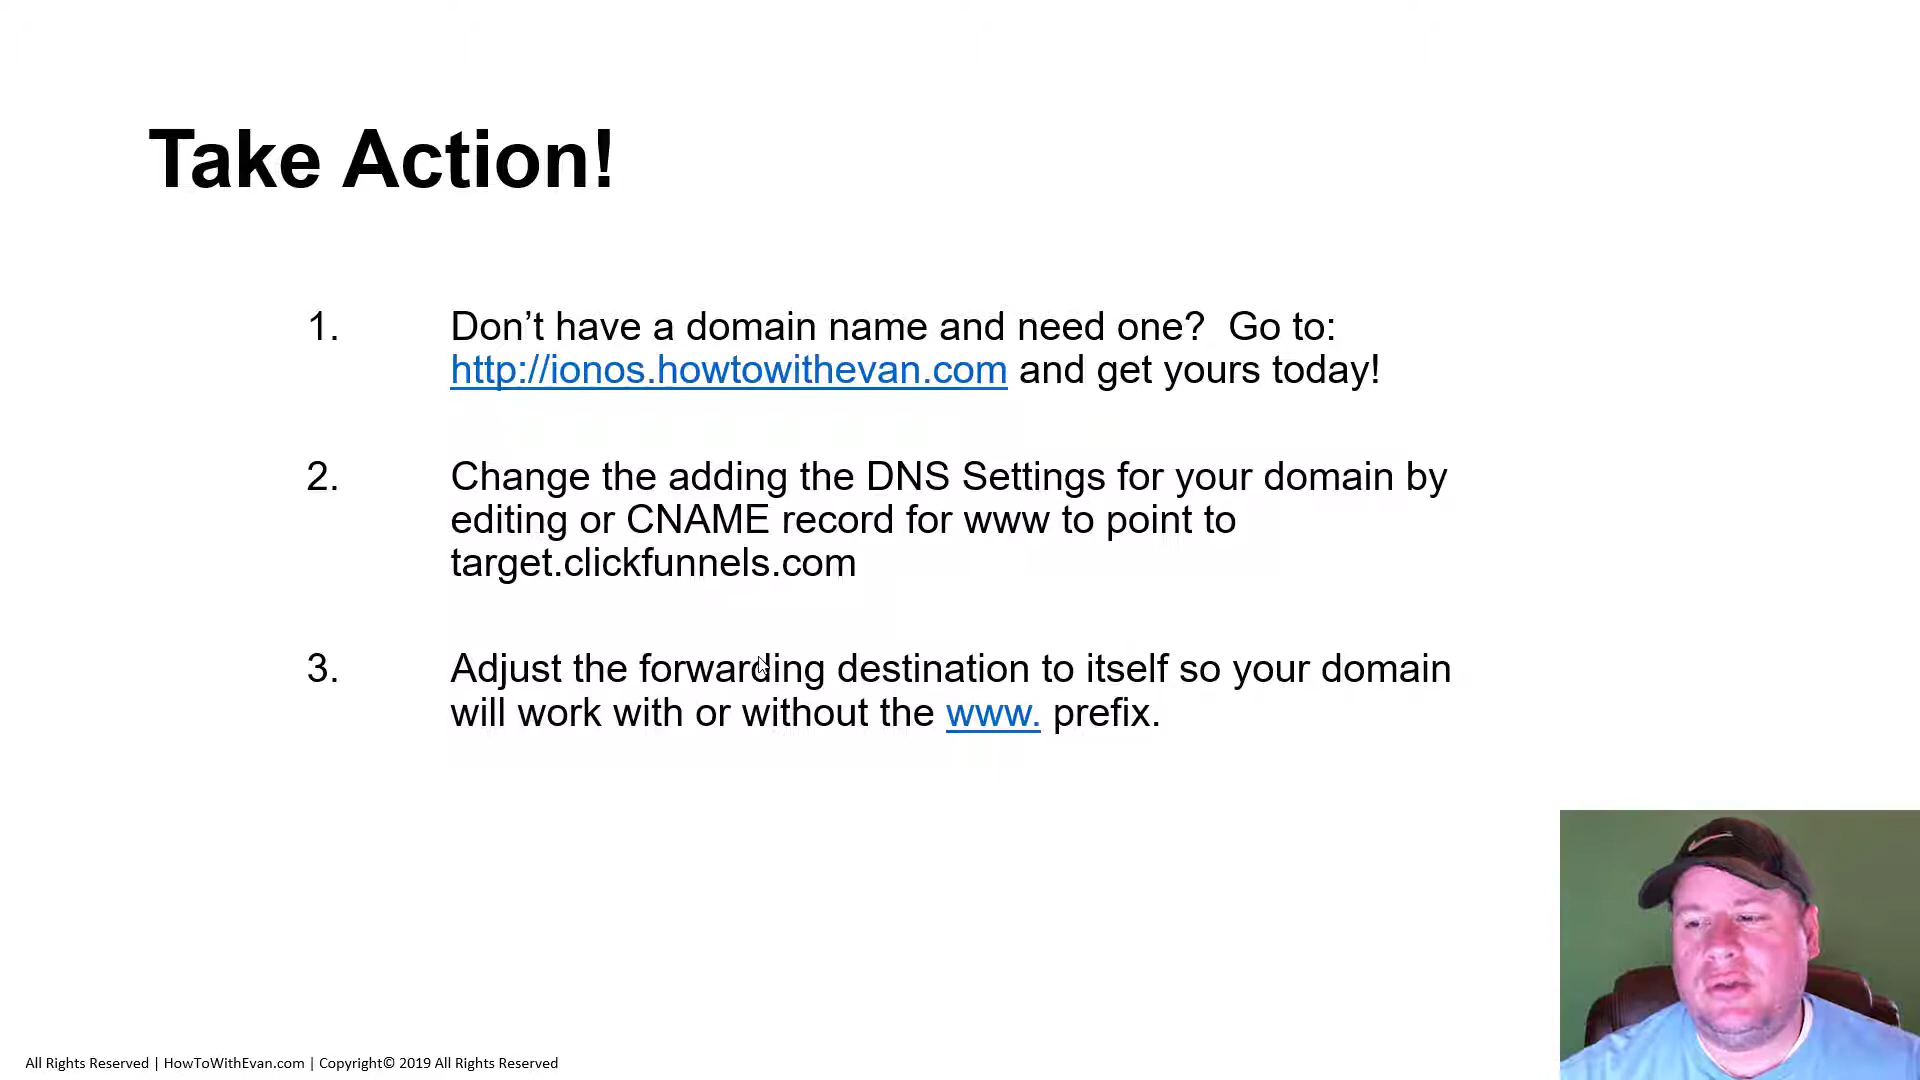 Take Action!
1. Don’t have a domain name and need one?  Go to:
http://ionos.howtowithevan.com and get yours today!
2. Change the adding the DNS Settings for your domain by
editing or CNAME record for www to point to
target.clickfunnels.com
3. Adjust the forwarding destination to itself so your domain
will work with or without the www. prefix.
All Rights Reserved | HowToWithEvan.com | Copyright© 2019 All Rights Reserved